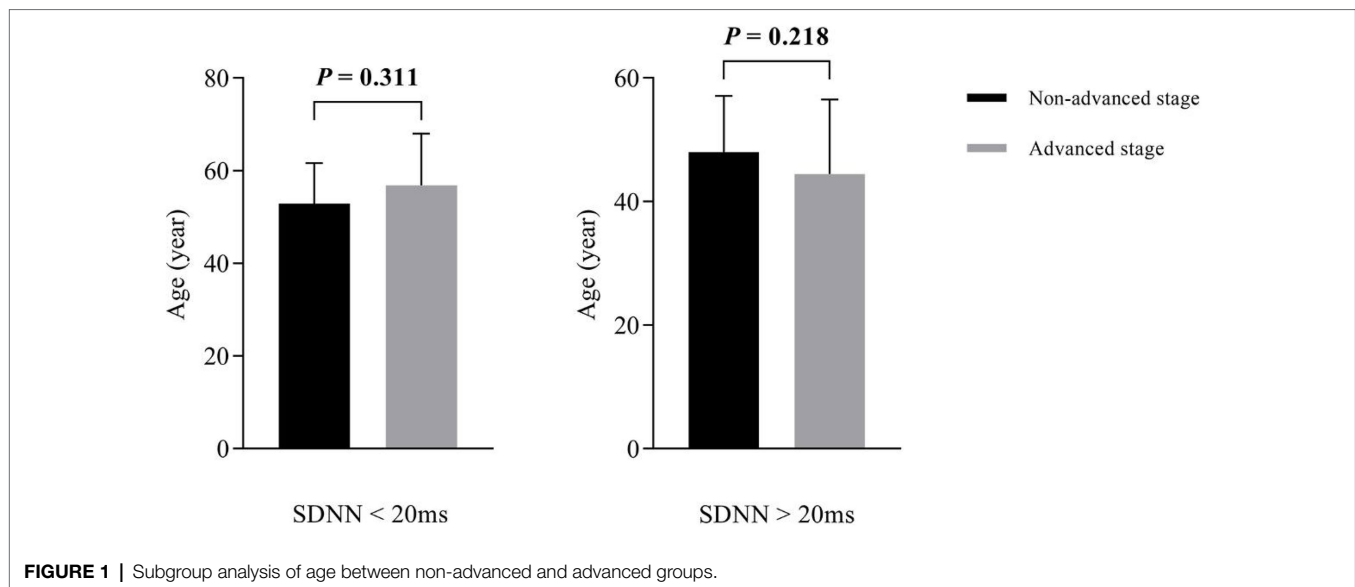 P = 0.311
80
60
40
20
0
Age (year)
SDNN < 20ms
P = 0.218
60
40
20
0
Age (year)
SDNN > 20ms
Non-advanced stage
Advanced stage
FIGURE 1 | Subgroup analysis of age between non-advanced and advanced groups.